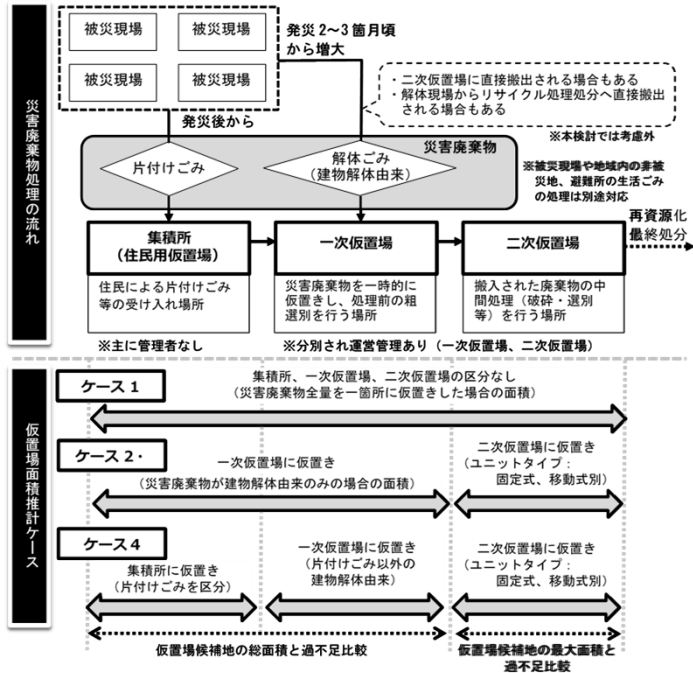 災害廃棄物処理の流れ
被災現場
被災現場
被災現場
被災現場
発災2～3箇月頃
から増大
発災後から
・二次仮置場に直接搬出される場合もある
・解体現場からリサイクル処理処分へ直接搬出
される場合もある
※本検討では考慮外
災害廃棄物
片付けごみ
解体ごみ
（建物解体由来）
※被災現場や地域内の非被
災地、避難所の生活ごみ
の処理は別途対応
再資源化
最終処分
集積所
（住民用仮置場）
住民による片付けごみ
等の受け入れ場所
一次仮置場
災害廃棄物を一時的に
仮置きし、処理前の粗
選別を行う場所
二次仮置場
搬入された廃棄物の中
間処理（破砕・選別
等）を行う場所
※主に管理者なし
※分別され運営管理あり（一次仮置場、二次仮置場）
仮置場面積推計ケース
ケース1
集積所、一次仮置場、二次仮置場の区分なし
（災害廃棄物全量を一箇所に仮置きした場合の面積）
ケース2・
一次仮置場に仮置き
（災害廃棄物が建物解体由来のみの場合の面積）
二次仮置場に仮置き
（ユニットタイプ：
固定式、移動式別）
ケース4
集積所に仮置き
（片付けごみを区分）
一次仮置場に仮置き
（片付けごみ以外の
建物解体由来）
二次仮置場に仮置き
（ユニットタイプ：
固定式、移動式別）
仮置場候補地の総面積と過不足比較
仮置場候補地の最大面積と
過不足比較